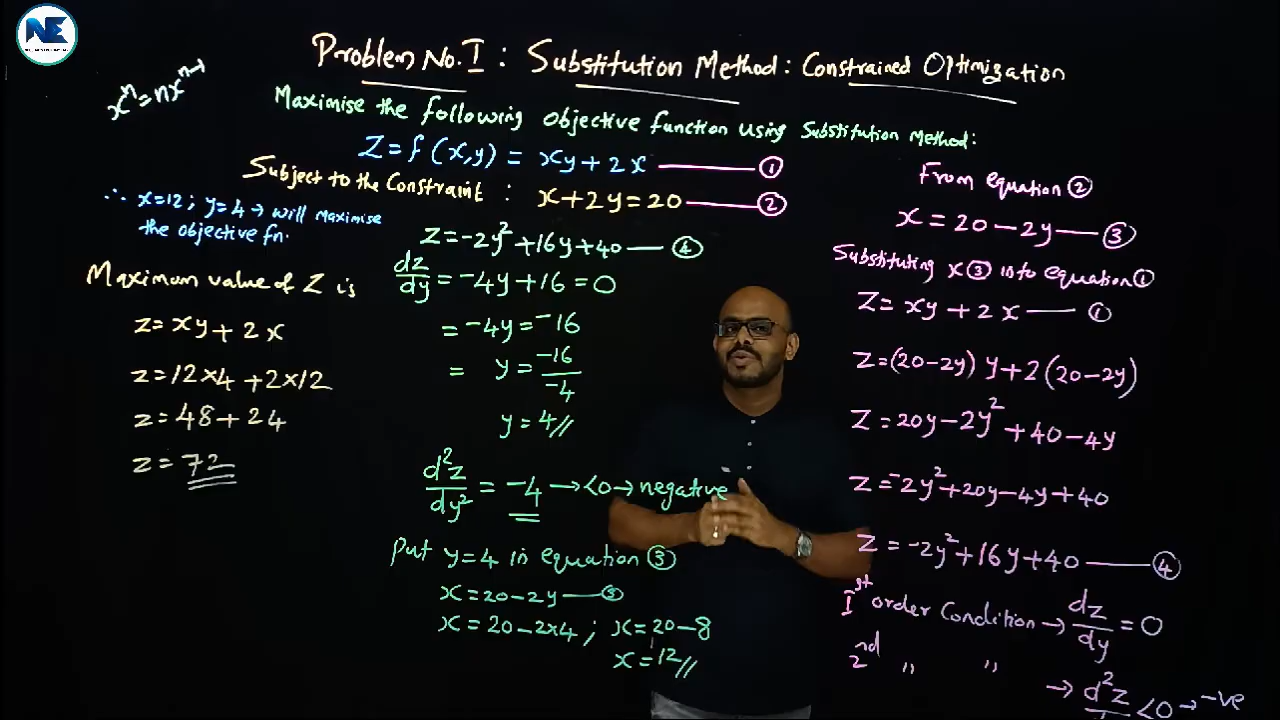 NE
Problem No. I : Substitution Method : Constrained Optimization
xⁿ = nxⁿ⁻¹
Maximise the following objective function using Substitution Method:
Z = f(x,y) = xy + 2x —— ①
Subject to the Constraint : x + 2y = 20 —— ②
From equation ②
x = 20 - 2y —— ③
Substituting x ③ into equation ①
Z = xy + 2x —— ①
Z = (20-2y) y + 2 (20-2y)
Z = 20y - 2y² + 40 - 4y
Z = -2y² + 20y - 4y + 40
Z = -2y² + 16y + 40 —— ④
Iˢᵗ order Condition → dz/dy = 0
2ⁿᵈ " " → d²z <0 → -ve
Z = -2y² + 16y + 40 —— ④
dz/dy = -4y + 16 = 0
= -4y = -16
= y = -16/-4
y = 4//
d²z/dy² = -4 → <0 → negative
Put y=4 in equation ③
x = 20 - 2y —— ③
x = 20 - 2×4 ; x = 20 - 8
x = 12//
∴ x=12 ; y=4 → will maximise
the objective fn.
Maximum value of Z is
z = xy + 2x
z = 12×4 + 2×12
z = 48 + 24
z = 72